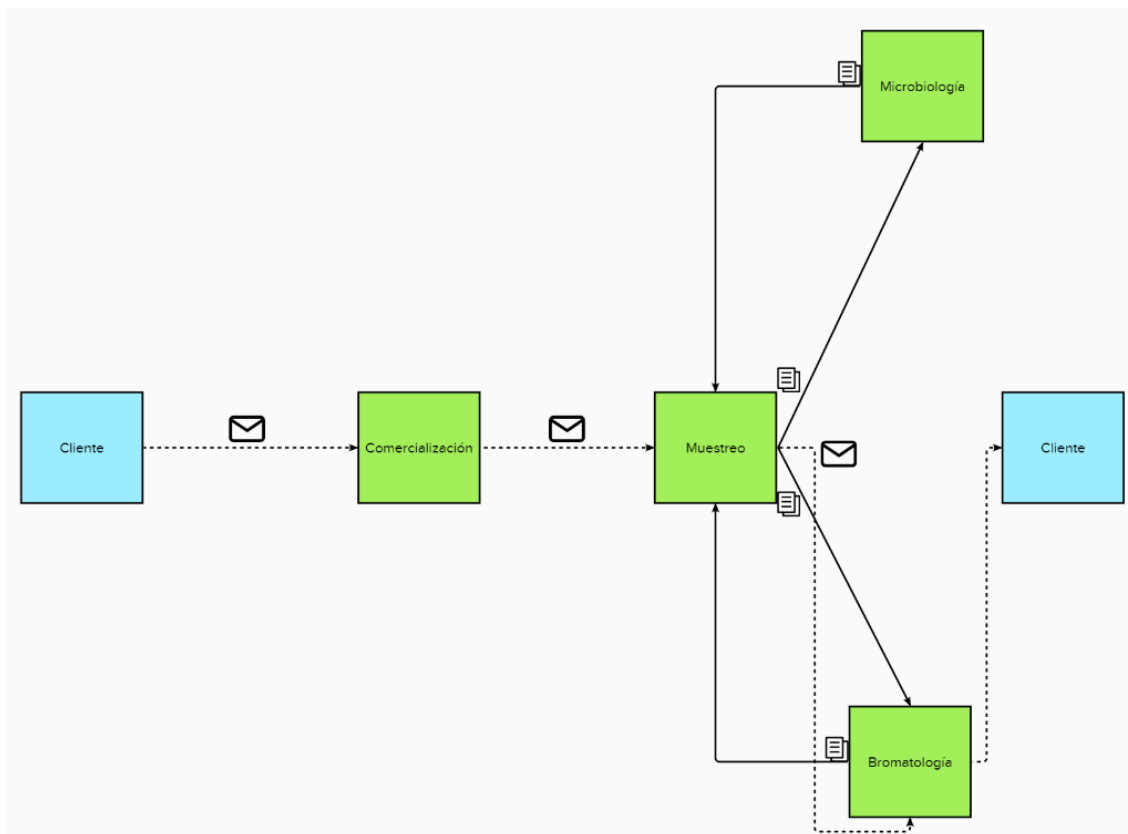 Microbiología
Cliente
Comercialización
Muestreo
Cliente
Bromatología